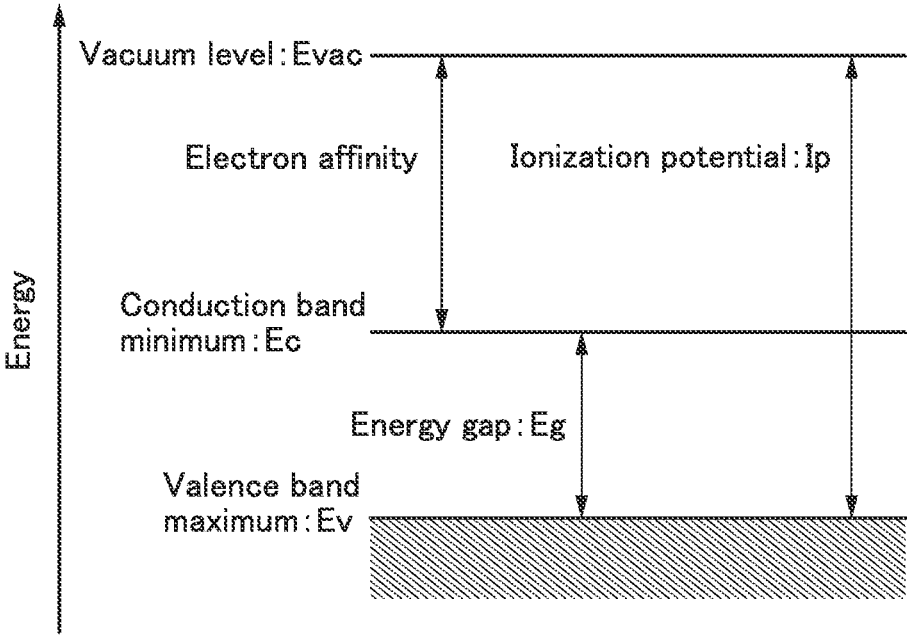 Vacuum level : Evac
Electron affinity
Ionization potential : Ip
Energy
Conduction band
minimum : Ec
Energy gap : Eg
Valence band
maximum : Ev